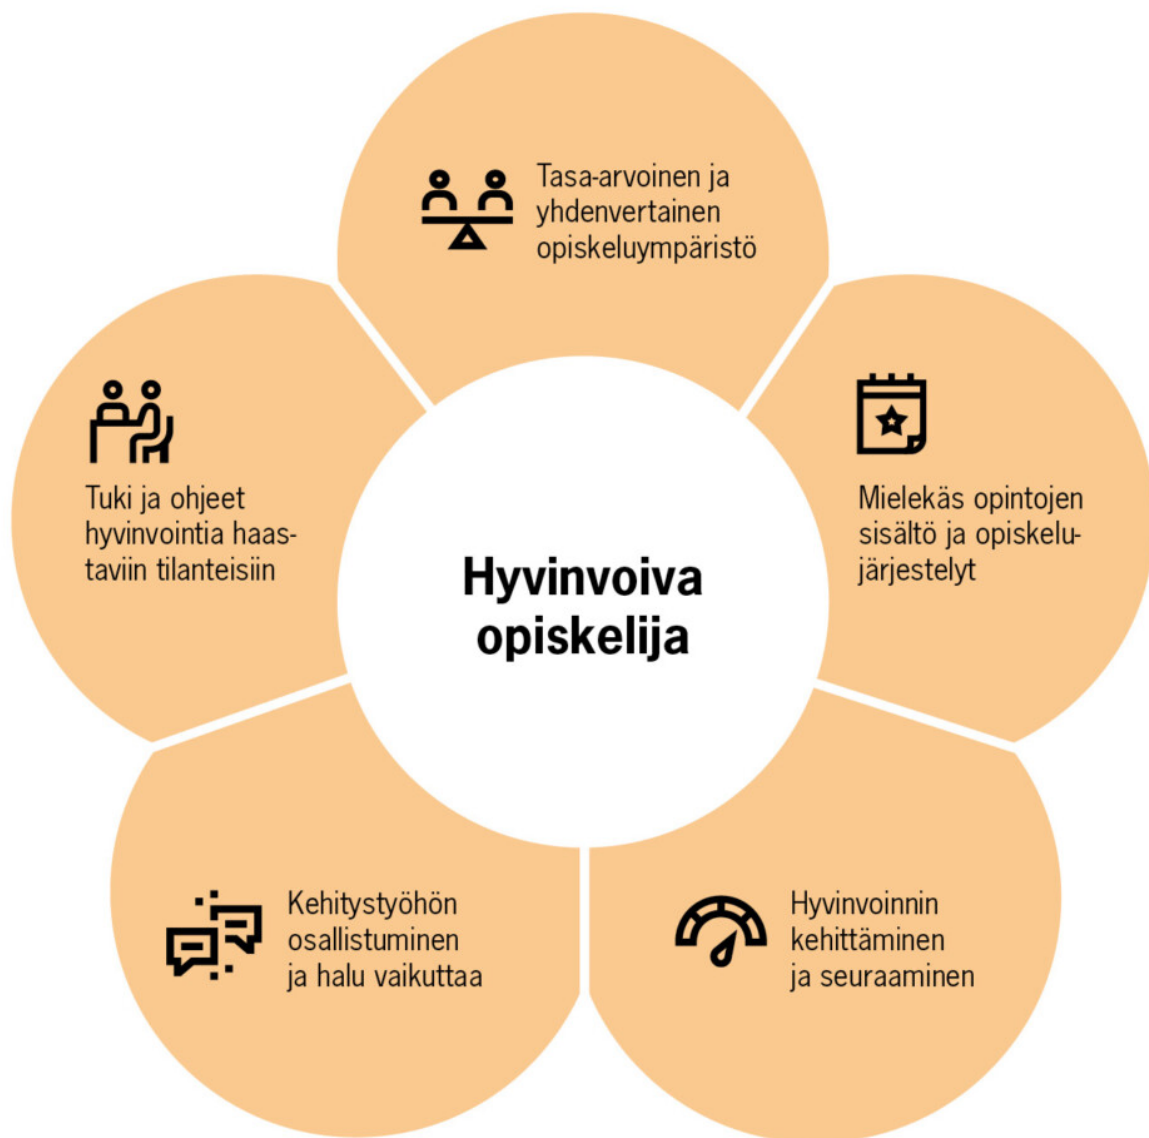 Tasa-arvoinen ja
yhdenvertainen
opiskeluympäristö
Mielekäs opintojen
sisältö ja opiskelu-
järjestelyt
Hyvinvoinnin
kehittäminen
ja seuraaminen
Kehitystyöhön
osallistuminen
ja halu vaikuttaa
Tuki ja ohjeet
hyvinvointia haas-
taviin tilanteisiin
Hyvinvoiva
opiskelija